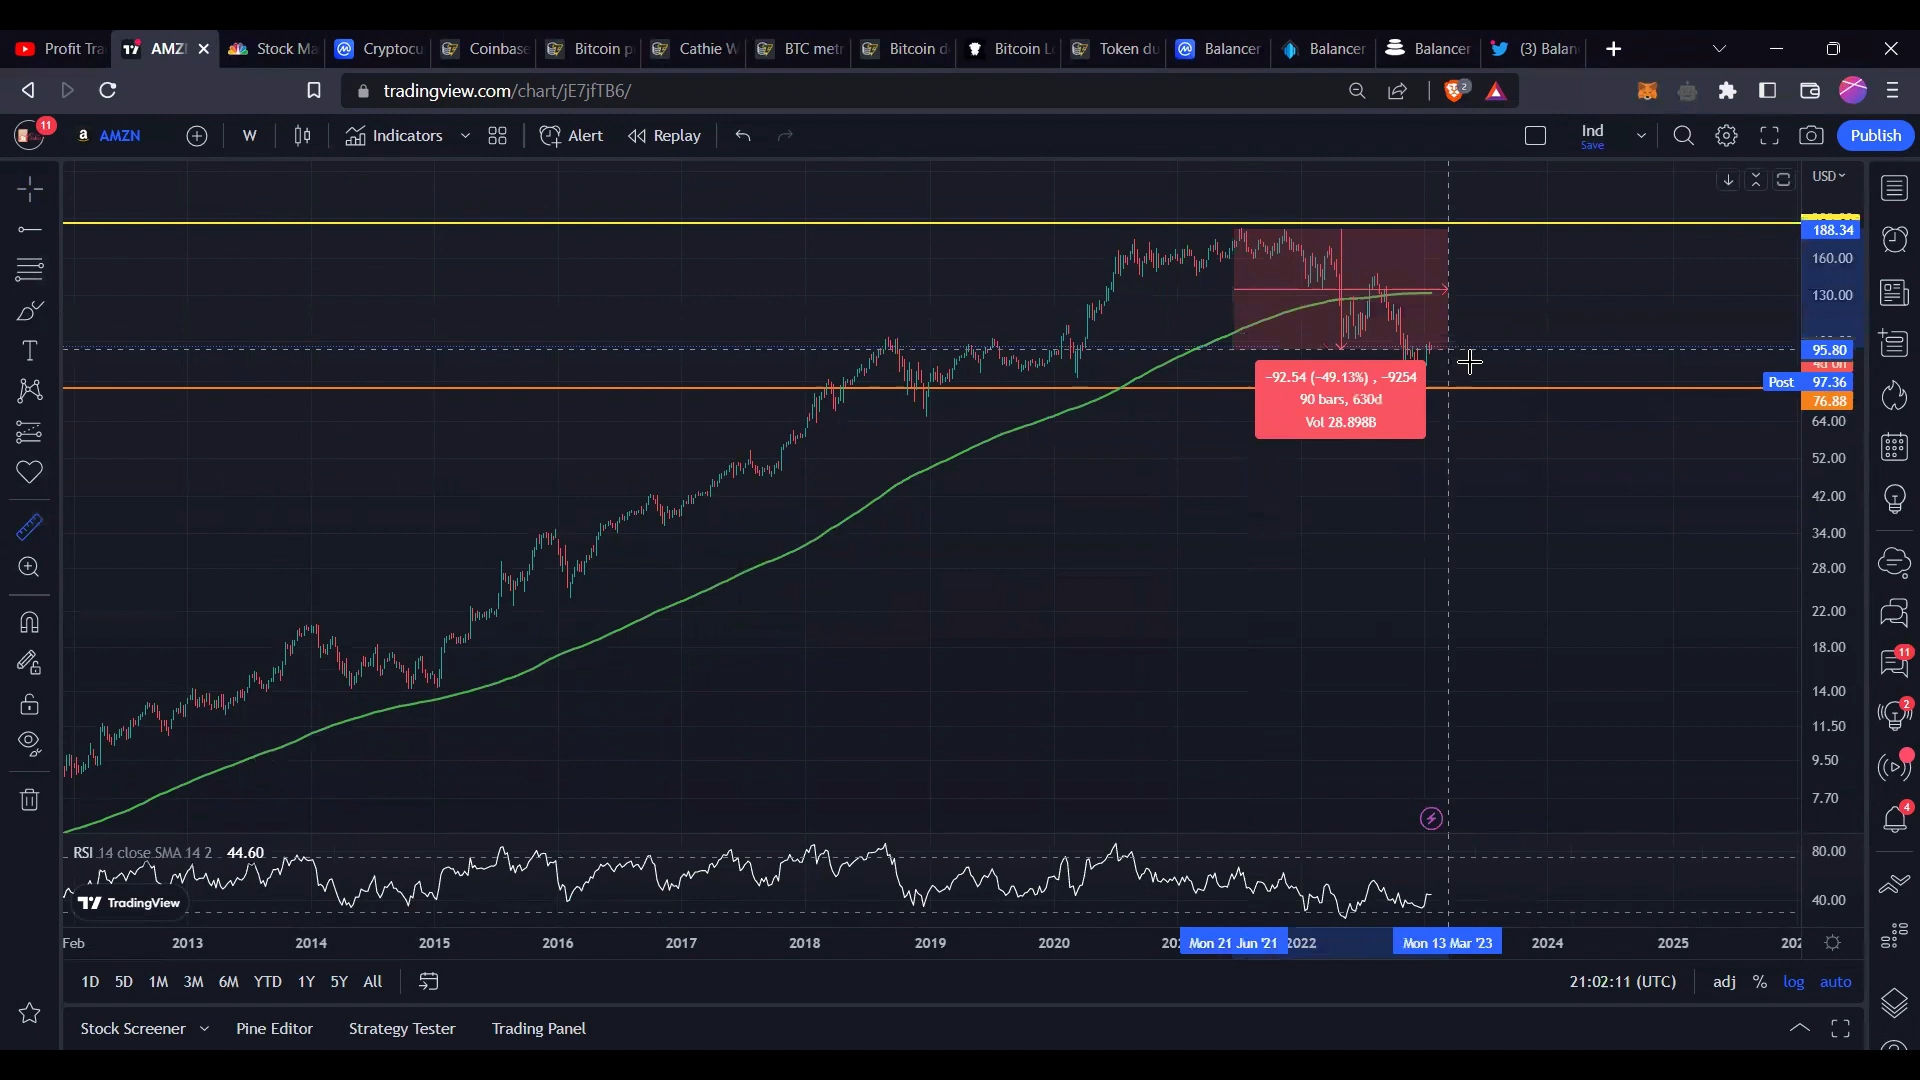 Profit Tra
AMZI
Stock Ma
Cryptocu
Coinbase
Bitcoin p
Cathie W
BTC metr
Bitcoin d
Bitcoin L
Token du
Balancer
Balancer
Balancer
(3) Balan
tradingview.com/chart/jE7jfTB6/
2
11
a AMZN
W
Indicators
Alert
Replay
Ind
Save
Publish
USD
188.34
160.00
130.00
95.80
Post 97.36
76.88
64.00
52.00
42.00
34.00
28.00
22.00
18.00
14.00
11.50
9.50
7.70
−92.54 (−49.13%) , −9254
90 bars, 630d
Vol 28.898B
11
2
4
RSI 14 close SMA 14 2 44.60
80.00
40.00
TradingView
Feb 2013 2014 2015 2016 2017 2018 2019 2020 Mon 21 Jun '21 2022 Mon 13 Mar '23 2024 2025
1D 5D 1M 3M 6M YTD 1Y 5Y All
21:02:11 (UTC) adj % log auto
Stock Screener Pine Editor Strategy Tester Trading Panel